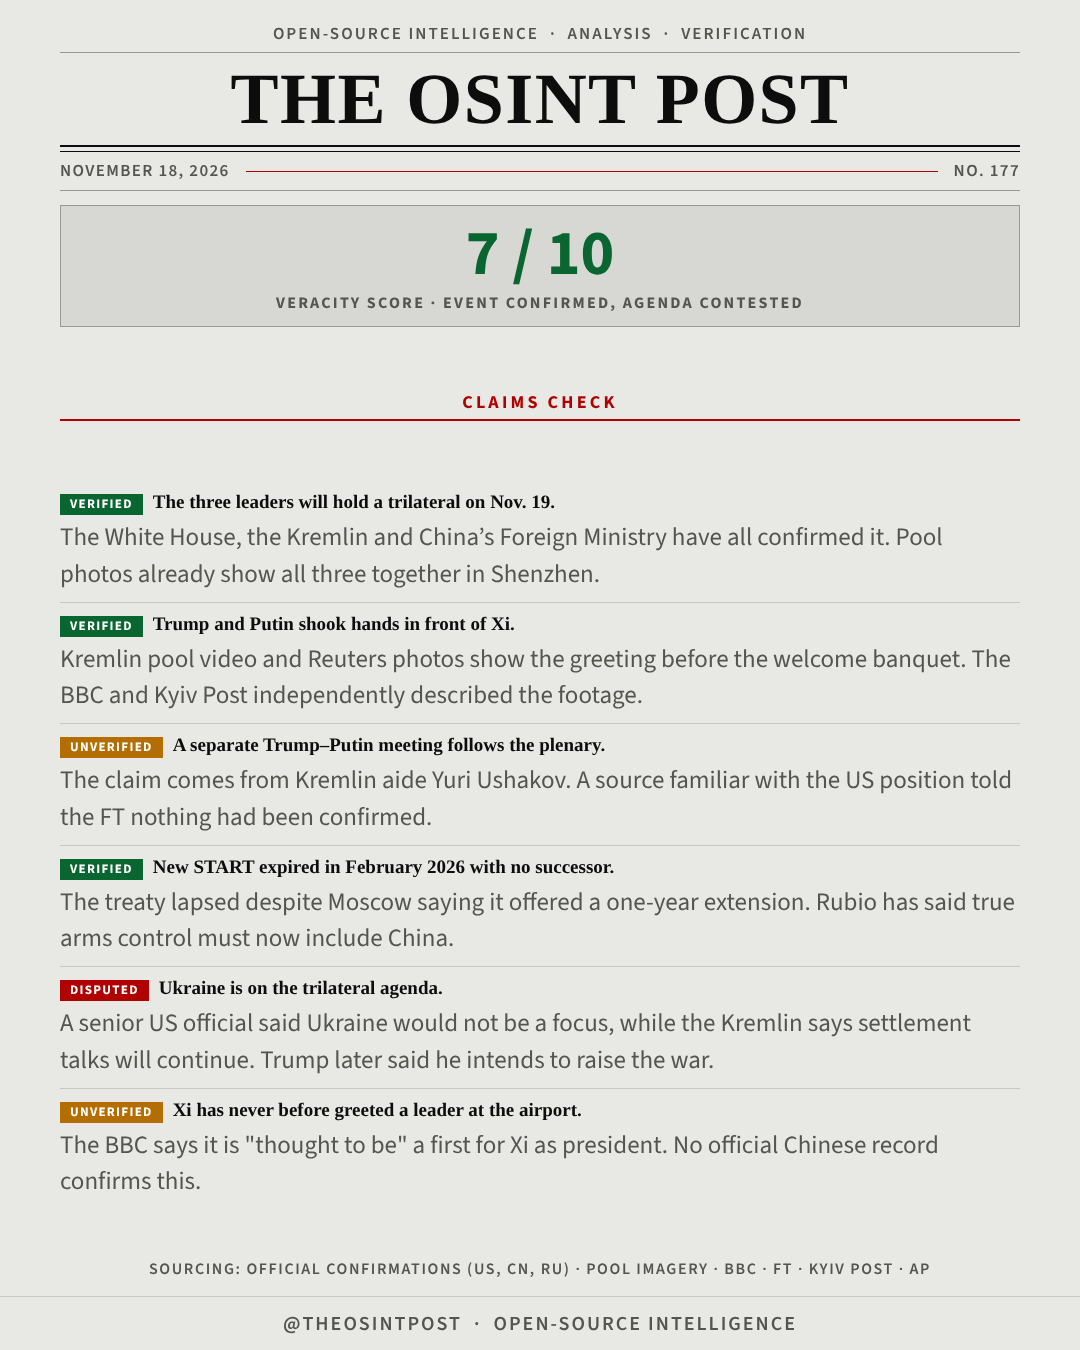 OPEN-SOURCE INTELLIGENCE · ANALYSIS · VERIFICATION
THE OSINT POST
NOVEMBER 18, 2026 NO. 177
7 / 10
VERACITY SCORE · EVENT CONFIRMED, AGENDA CONTESTED
CLAIMS CHECK
VERIFIED The three leaders will hold a trilateral on Nov. 19.
The White House, the Kremlin and China’s Foreign Ministry have all confirmed it. Pool
photos already show all three together in Shenzhen.
VERIFIED Trump and Putin shook hands in front of Xi.
Kremlin pool video and Reuters photos show the greeting before the welcome banquet. The
BBC and Kyiv Post independently described the footage.
UNVERIFIED A separate Trump–Putin meeting follows the plenary.
The claim comes from Kremlin aide Yuri Ushakov. A source familiar with the US position told
the FT nothing had been confirmed.
VERIFIED New START expired in February 2026 with no successor.
The treaty lapsed despite Moscow saying it offered a one-year extension. Rubio has said true
arms control must now include China.
DISPUTED Ukraine is on the trilateral agenda.
A senior US official said Ukraine would not be a focus, while the Kremlin says settlement
talks will continue. Trump later said he intends to raise the war.
UNVERIFIED Xi has never before greeted a leader at the airport.
The BBC says it is "thought to be" a first for Xi as president. No official Chinese record
confirms this.
SOURCING: OFFICIAL CONFIRMATIONS (US, CN, RU) · POOL IMAGERY · BBC · FT · KYIV POST · AP
@THEOSINTPOST · OPEN-SOURCE INTELLIGENCE